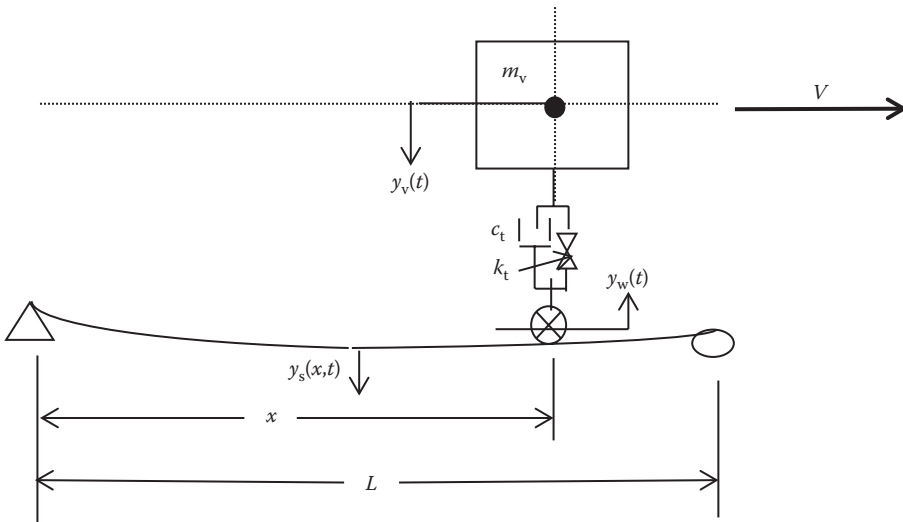 m_v
V
y_v(t)
c_t
k_t
y_w(t)
y_s(x,t)
x
L